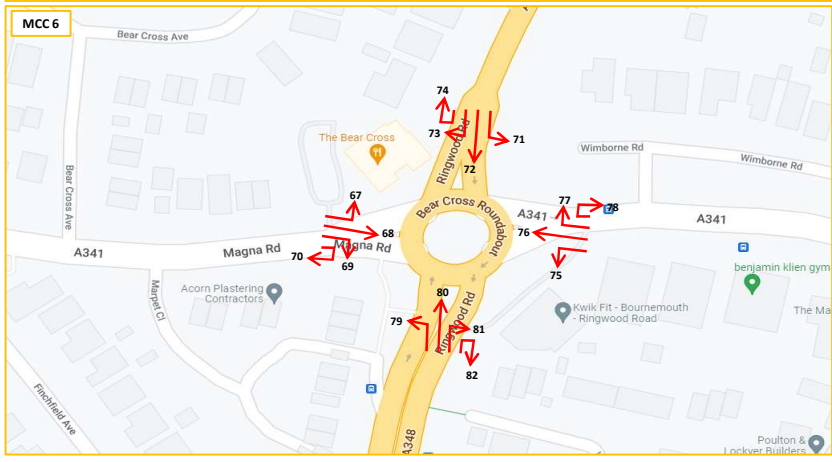 MCC 6
Bear Cross Ave
74
The Bear Cross
73
71
Ringwood Rd
72
Wimborne Rd
Wimborne Rd
Bear Cross Ave
67
77
78
Bear Cross Roundabout
A341
A341
68
76
Magna Rd
Magna Rd
A341
70
69
75
benjamin klien gym
Acorn Plastering
Contractors
Marpet Cl
80
79
81
Ringwood Rd
Kwik Fit - Bournemouth
- Ringwood Road
The Ma
82
Finchfield Ave
A348
Poulton &
Lockyer Builders